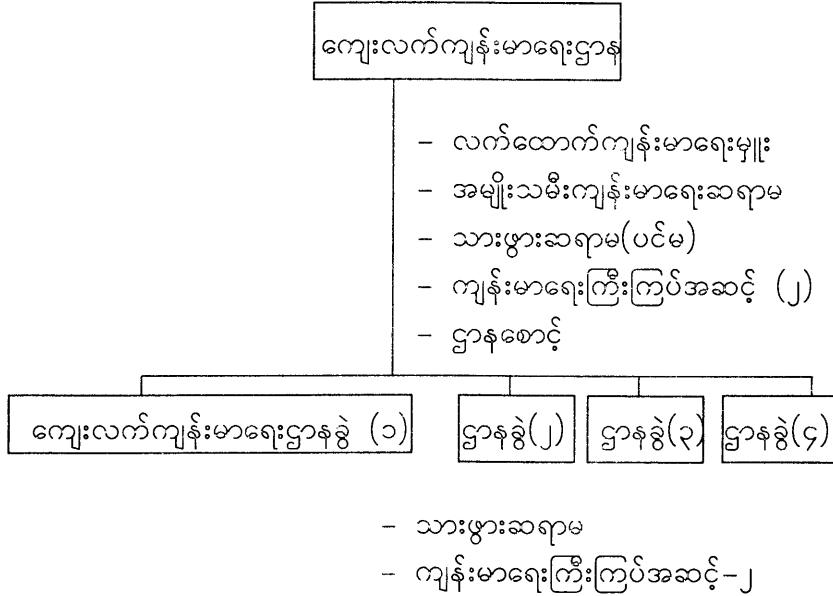 ကျေးလက်ကျန်းမာရေးဌာန
– လက်ထောက်ကျန်းမာရေးမှူး
– အမျိုးသမီးကျန်းမာရေးဆရာမ
– သားဖွားဆရာမ(ပင်မ)
– ကျန်းမာရေးကြီးကြပ်အဆင့် (၂)
– ဌာနစောင့်
ကျေးလက်ကျန်းမာရေးဌာနခွဲ (၁) ဌာနခွဲ(၂) ဌာနခွဲ(၃) ဌာနခွဲ(၄)
– သားဖွားဆရာမ
– ကျန်းမာရေးကြီးကြပ်အဆင့်–၂